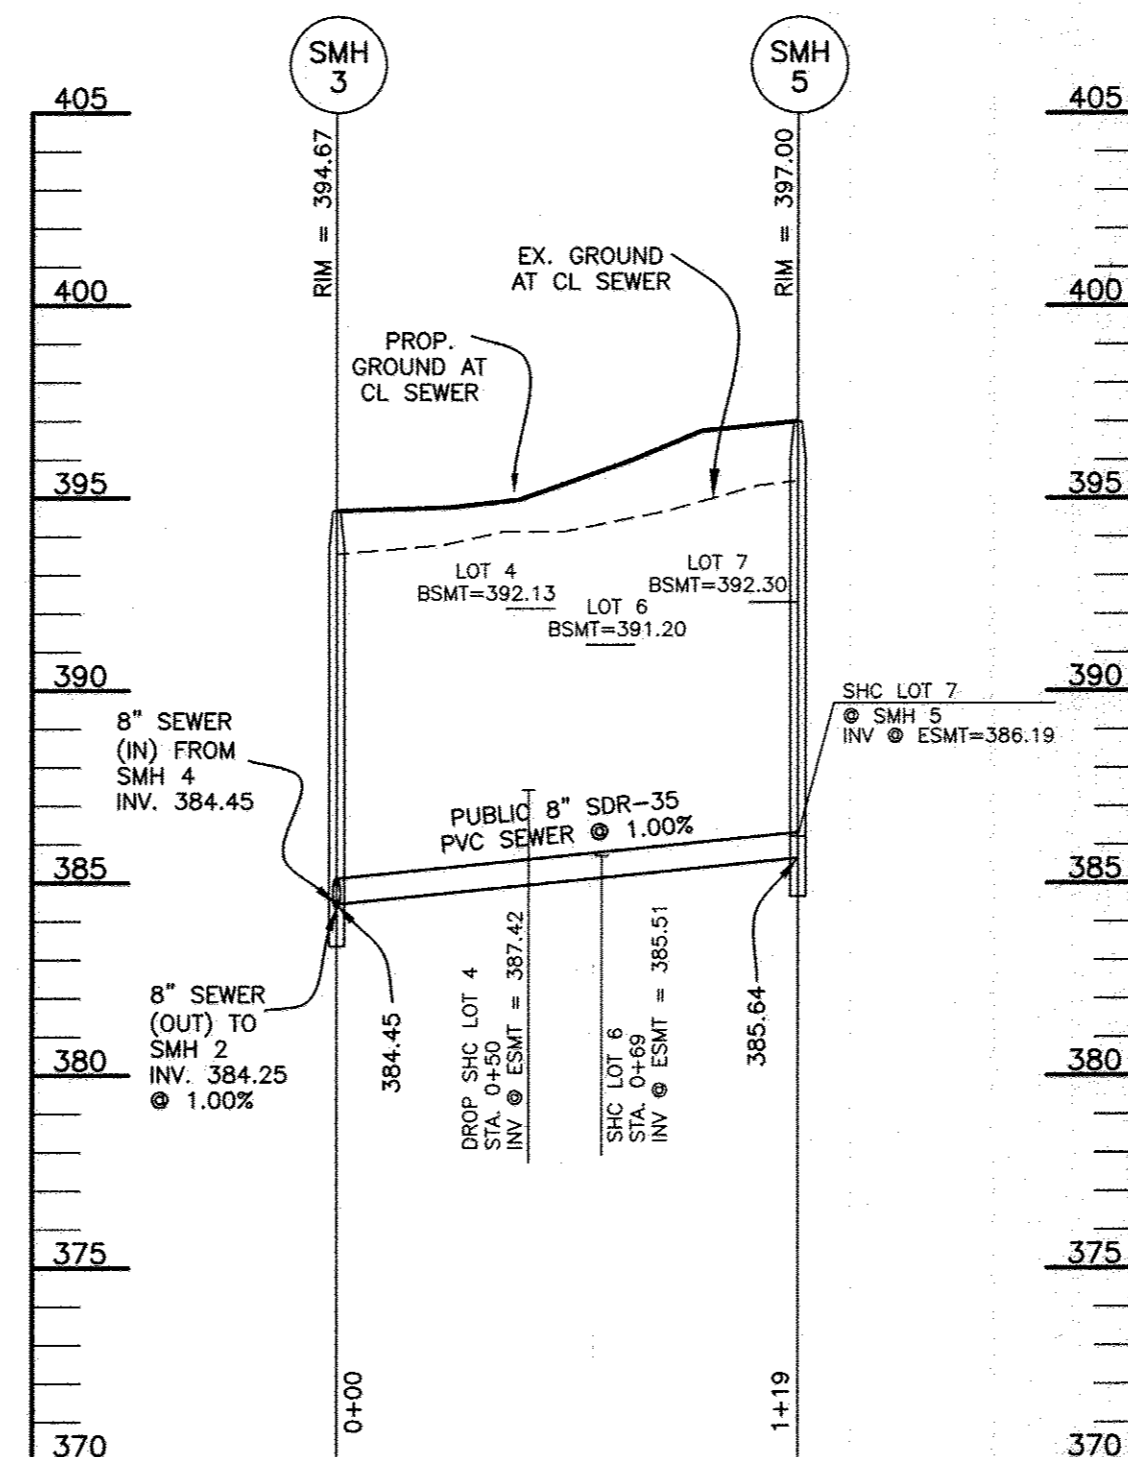 SMH
3
SMH
5
405
405
RIM = 394.67
RIM = 397.00
EX. GROUND
AT CL SEWER
400
400
PROP.
GROUND AT
CL SEWER
395
395
LOT 4
BSMT=392.13
LOT 6
BSMT=391.20
LOT 7
BSMT=392.30
390
390
SHC LOT 7
@ SMH 5
INV @ ESMT=386.19
8" SEWER
(IN) FROM
SMH 4
INV. 384.45
PUBLIC 8" SDR-35
PVC SEWER @ 1.00%
385
385
8" SEWER
(OUT) TO
SMH 2
INV. 384.25
@ 1.00%
384.45
DROP SHC LOT 4
STA. 0+50
INV @ ESMT = 387.42
SHC LOT 6
STA. 0+69
INV @ ESMT = 385.51
385.64
380
380
375
375
0+00
1+19
370
370